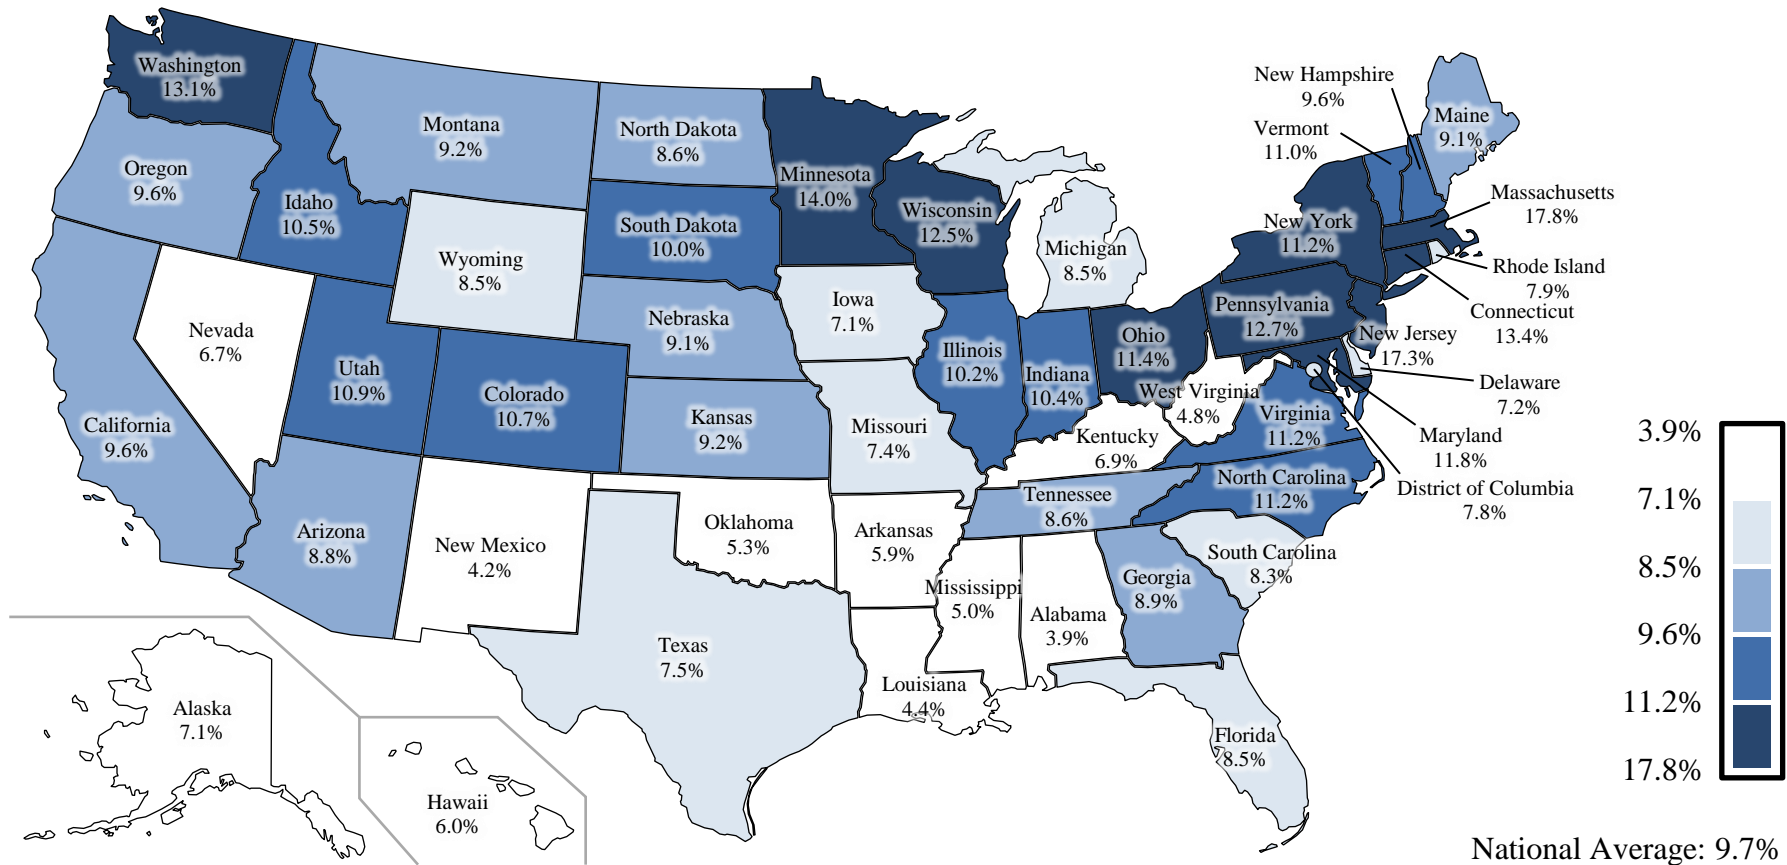 Washington
13.1%
Oregon
9.6%
California
9.6%
Nevada
6.7%
Idaho
10.5%
Montana
9.2%
Wyoming
8.5%
Utah
10.9%
Colorado
10.7%
Arizona
8.8%
New Mexico
4.2%
North Dakota
8.6%
South Dakota
10.0%
Nebraska
9.1%
Kansas
9.2%
Oklahoma
5.3%
Texas
7.5%
Minnesota
14.0%
Iowa
7.1%
Missouri
7.4%
Arkansas
5.9%
Louisiana
4.4%
Wisconsin
12.5%
Illinois
10.2%
Michigan
8.5%
Indiana
10.4%
Ohio
11.4%
Kentucky
6.9%
Tennessee
8.6%
Mississippi
5.0%
Alabama
3.9%
Georgia
8.9%
Florida
8.5%
South Carolina
8.3%
North Carolina
11.2%
Virginia
11.2%
West Virginia
4.8%
Pennsylvania
12.7%
New York
11.2%
New Hampshire
9.6%
Vermont
11.0%
Maine
9.1%
Massachusetts
17.8%
Rhode Island
7.9%
Connecticut
13.4%
New Jersey
17.3%
Delaware
7.2%
Maryland
11.8%
District of Columbia
7.8%
Alaska
7.1%
Hawaii
6.0%
3.9%
7.1%
8.5%
9.6%
11.2%
17.8%
National Average: 9.7%